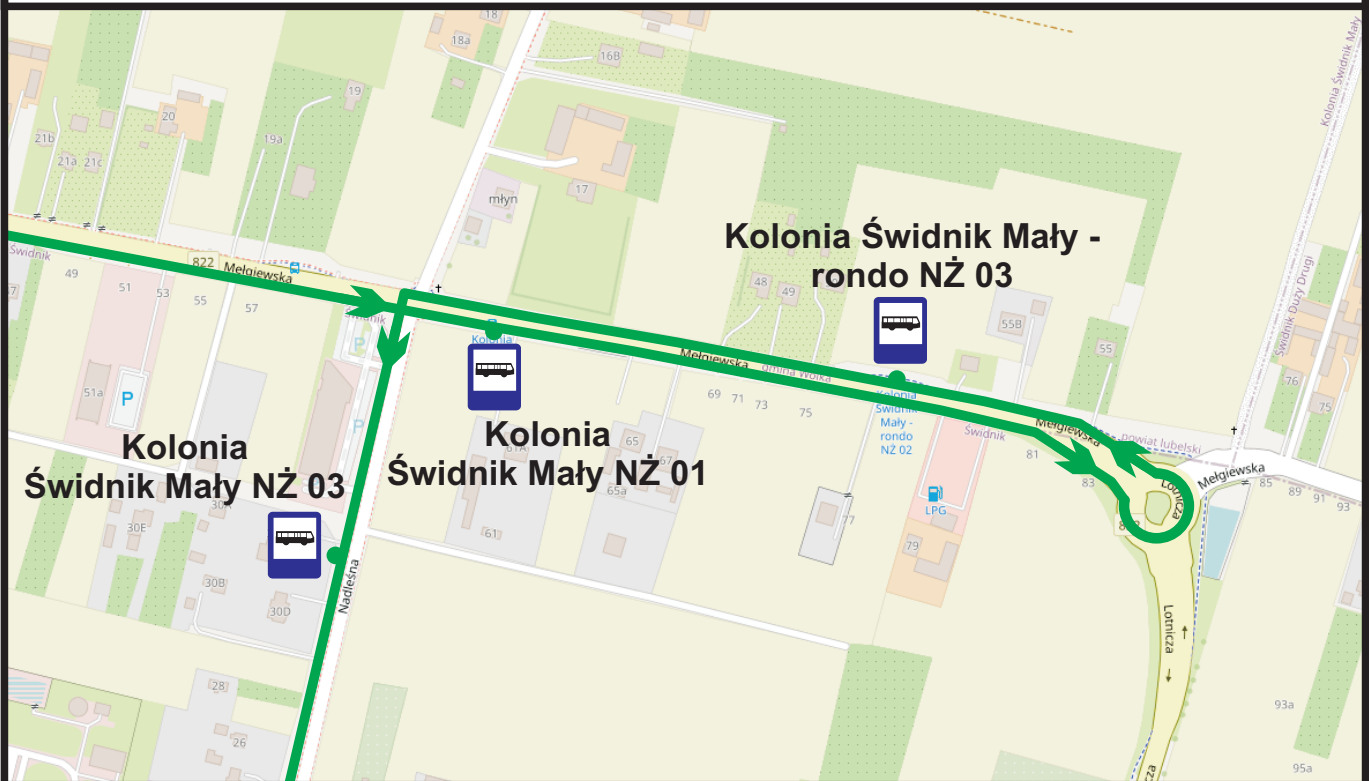 18
18a
16B
19
20
19a
21b
21a
21c
młyn
17
Kolonia Świdnik Mały
Świdnik
822
Mełgiewska
49
51
53
55
57
Kolonia Świdnik Mały -
rondo NŻ 03
48
49
55B
55
Świdnik Duży Drugi
76
75
Kolonia
Mełgiewska
gmina Wólka
69
71
73
75
Kolonia
Świdnik
Mały -
rondo
NŻ 02
Świdnik
Mełgiewska
powiat lubelski
Mełgiewska
Lotnicza
51a
P
P
P
Kolonia
Świdnik Mały NŻ 03
Kolonia
Świdnik Mały NŻ 01
65
67
65a
61A
61
77
79
LPG
81
83
85
89
91
93
30A
30E
30B
30D
Nadleśna
Lotnicza
28
26
93a
95a